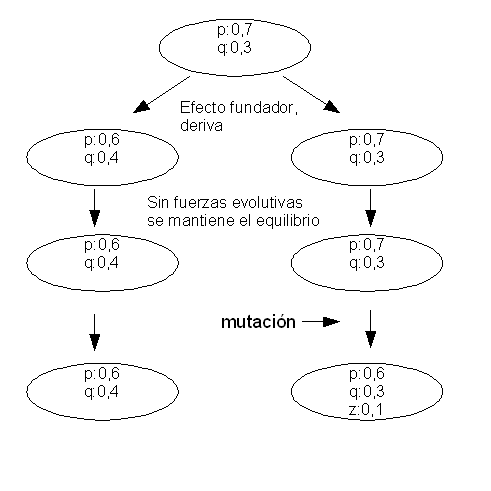 p:0,7
q:0,3
Efecto fundador,
deriva
p:0,6
q:0,4
p:0,7
q:0,3
Sin fuerzas evolutivas
se mantiene el equilibrio
p:0,6
q:0,4
p:0,7
q:0,3
mutación
p:0,6
q:0,4
p:0,6
q:0,3
z:0,1